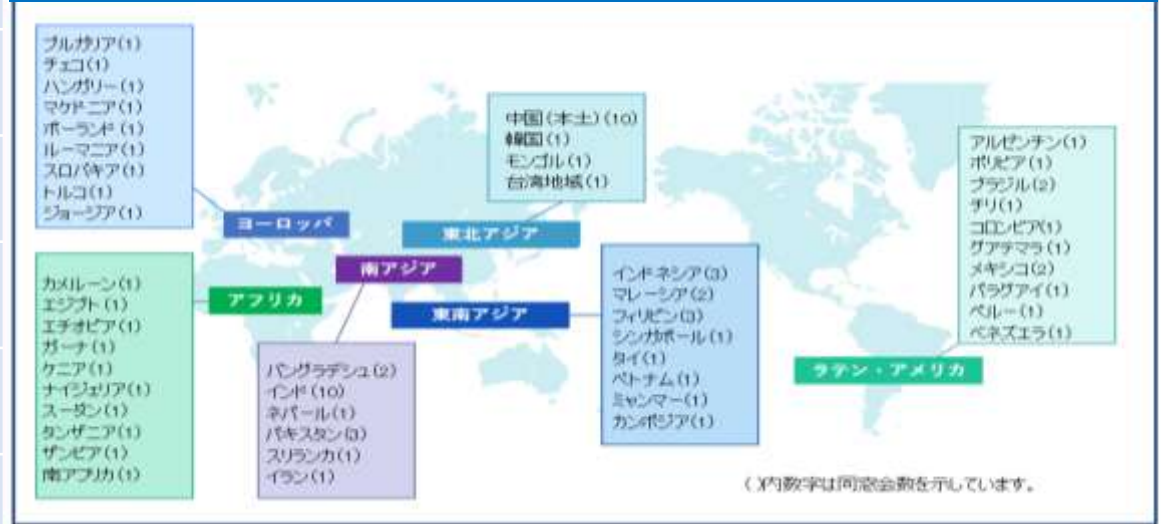 ブルガリア(1)
チェコ(1)
ハンガリー(1)
マケドニア(1)
ポーランド(1)
ルーマニア(1)
スロバキア(1)
トルコ(1)
ジョージア(1)
ヨーロッパ
中国(本土)(10)
韓国(1)
モンゴル(1)
台湾地域(1)
東北アジア
アルゼンチン(1)
ボリビア(1)
ブラジル(2)
チリ(1)
コロンビア(1)
グアテマラ(1)
メキシコ(2)
パラグアイ(1)
ペルー(1)
ベネズエラ(1)
ラテン・アメリカ
カメルーン(1)
エジプト(1)
エチオピア(1)
ガーナ(1)
ケニア(1)
ナイジェリア(1)
スーダン(1)
タンザニア(1)
ザンビア(1)
南アフリカ(1)
アフリカ
南アジア
バングラデシュ(2)
インド(10)
ネパール(1)
パキスタン(3)
スリランカ(1)
イラン(1)
東南アジア
インドネシア(3)
マレーシア(2)
フィリピン(3)
シンガポール(1)
タイ(1)
ベトナム(1)
ミャンマー(1)
カンボジア(1)
( )内数字は同窓会数を示しています。